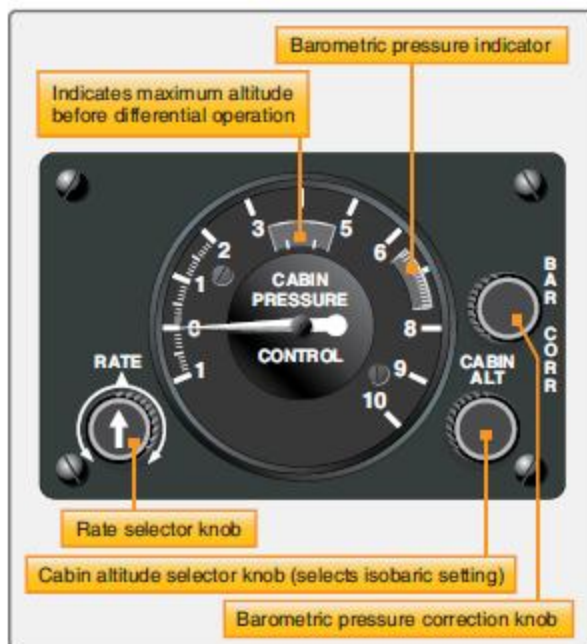 Barometric pressure indicator
Indicates maximum altitude
before differential operation
3
5
2
6
1
CABIN
PRESSURE
0
8
CONTROL
1
9
10
RATE
CABIN
ALT
BAR
CORR
Rate selector knob
Cabin altitude selector knob (selects isobaric setting)
Barometric pressure correction knob